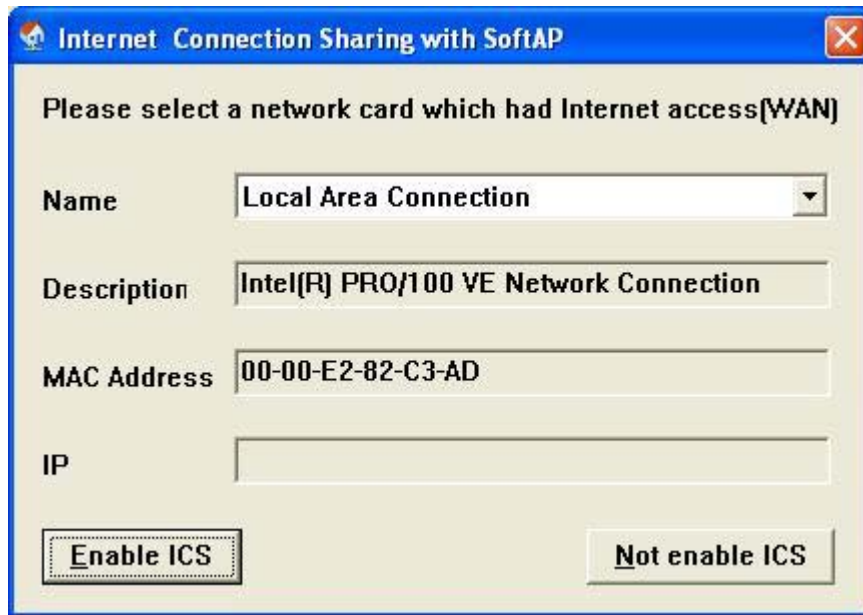 Internet Connection Sharing with SoftAP
Please select a network card which had Internet access(WAN)
Name Local Area Connection
Description Intel(R) PRO/100 VE Network Connection
MAC Address 00-00-E2-82-C3-AD
IP
Enable ICS Not enable ICS